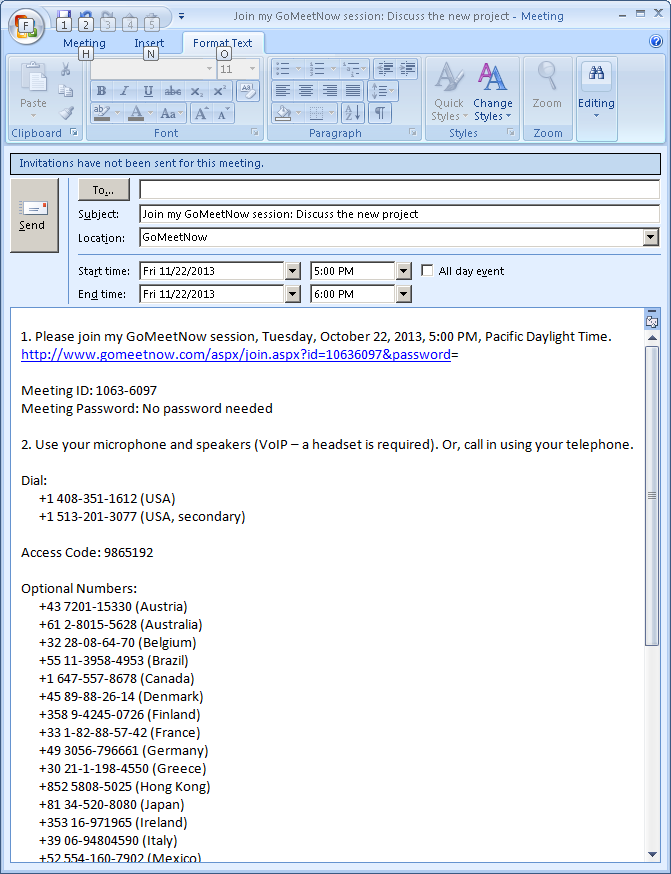 Join my GoMeetNow session: Discuss the new project - Meeting
1 2 3 4 5
Meeting Insert Format Text
F H N O
11
Paste
B I U abc x₂ x²
Aa A A
Quick Styles Change Styles Zoom Editing
Clipboard Font Paragraph Styles Zoom
Invitations have not been sent for this meeting.
Send
To...
Subject: Join my GoMeetNow session: Discuss the new project
Location: GoMeetNow
Start time: Fri 11/22/2013 5:00 PM All day event
End time: Fri 11/22/2013 6:00 PM
1. Please join my GoMeetNow session, Tuesday, October 22, 2013, 5:00 PM, Pacific Daylight Time.
http://www.gomeetnow.com/aspx/join.aspx?id=10636097&password=
Meeting ID: 1063-6097
Meeting Password: No password needed
2. Use your microphone and speakers (VoIP – a headset is required). Or, call in using your telephone.
Dial:
+1 408-351-1612 (USA)
+1 513-201-3077 (USA, secondary)
Access Code: 9865192
Optional Numbers:
+43 7201-15330 (Austria)
+61 2-8015-5628 (Australia)
+32 28-08-64-70 (Belgium)
+55 11-3958-4953 (Brazil)
+1 647-557-8678 (Canada)
+45 89-88-26-14 (Denmark)
+358 9-4245-0726 (Finland)
+33 1-82-88-57-42 (France)
+49 3056-796661 (Germany)
+30 21-1-198-4550 (Greece)
+852 5808-5025 (Hong Kong)
+81 34-520-8080 (Japan)
+353 16-971965 (Ireland)
+39 06-94804590 (Italy)
+52 554-160-7902 (Mexico)